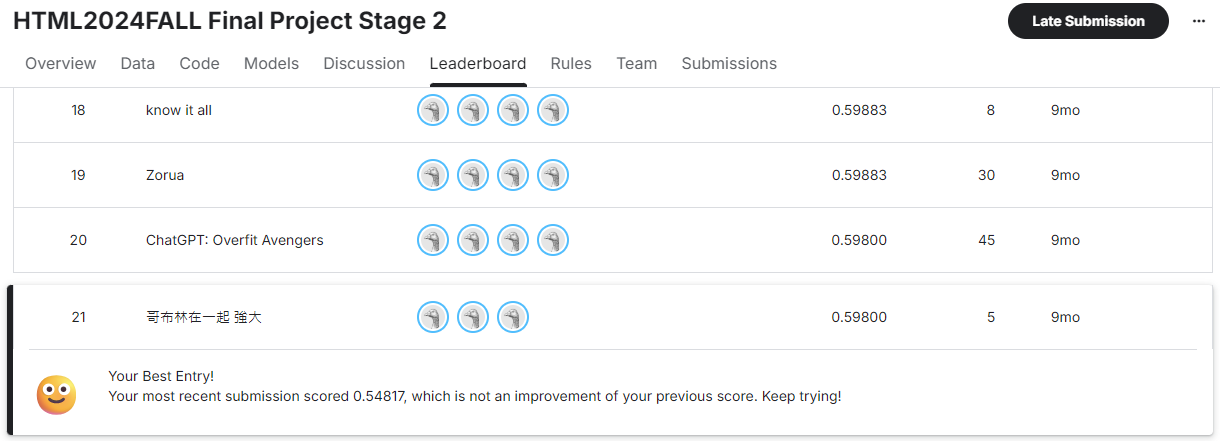 HTML2024FALL Final Project Stage 2
Late Submission
Overview Data Code Models Discussion Leaderboard Rules Team Submissions
18 know it all 0.59883 8 9mo
19 Zorua 0.59883 30 9mo
20 ChatGPT: Overfit Avengers 0.59800 45 9mo
21 哥布林在一起 強大 0.59800 5 9mo
Your Best Entry!
Your most recent submission scored 0.54817, which is not an improvement of your previous score. Keep trying!